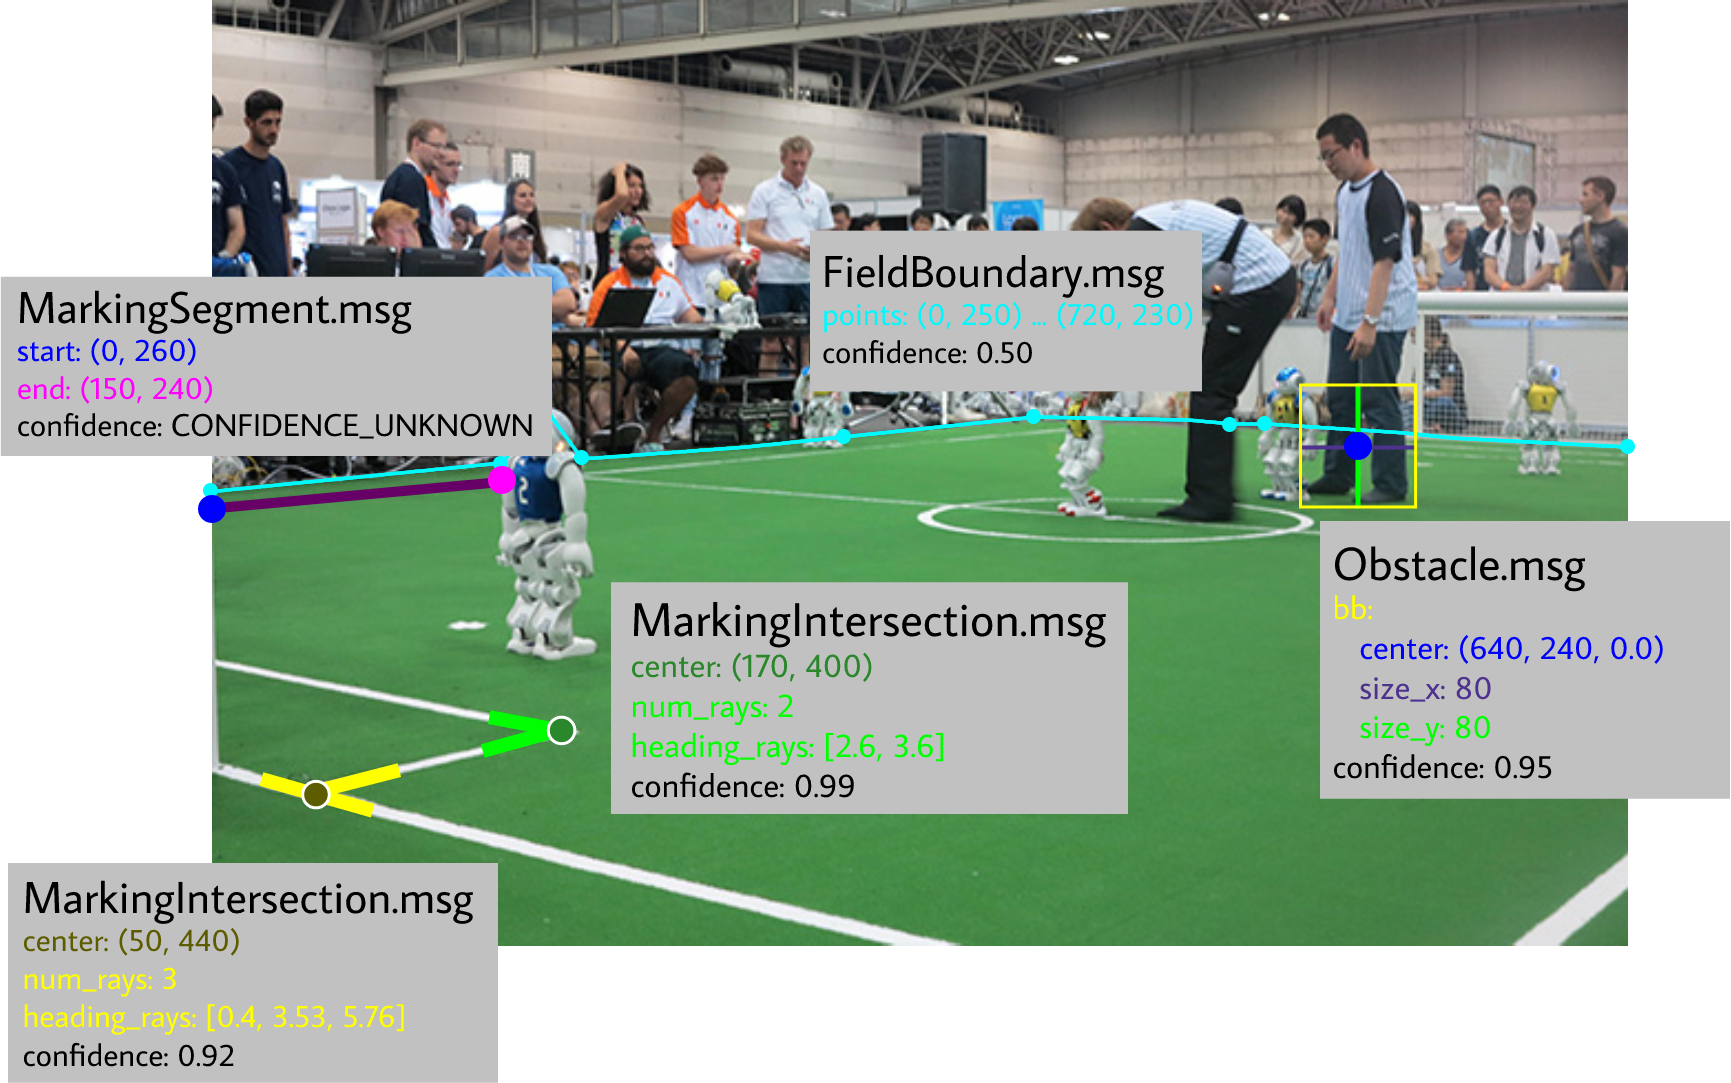 FieldBoundary.msg
points: (0, 250) ... (720, 230)
confidence: 0.50
MarkingSegment.msg
start: (0, 260)
end: (150, 240)
confidence: CONFIDENCE_UNKNOWN
2
Obstacle.msg
bb:
center: (640, 240, 0.0)
size_x: 80
size_y: 80
confidence: 0.95
MarkingIntersection.msg
center: (170, 400)
num_rays: 2
heading_rays: [2.6, 3.6]
confidence: 0.99
MarkingIntersection.msg
center: (50, 440)
num_rays: 3
heading_rays: [0.4, 3.53, 5.76]
confidence: 0.92